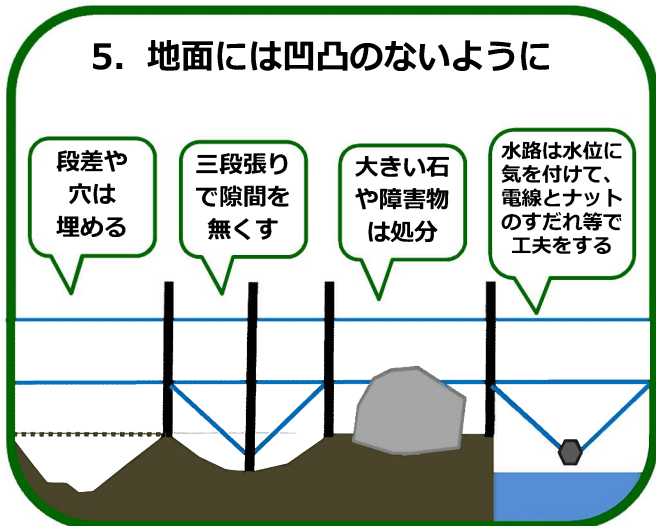 5. 地面には凹凸のないように
段差や
穴は
埋める
三段張り
で隙間を
無くす
大きい石
や障害物
は処分
水路は水位に
気を付けて、
電線とナット
のすだれ等で
工夫をする